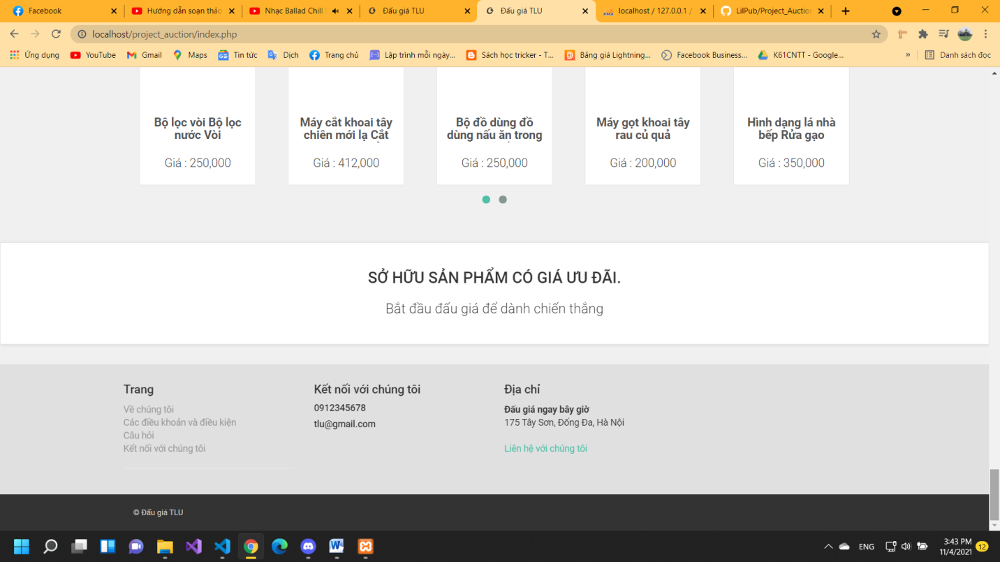 Facebook
Hướng dẫn soạn thảo
Nhạc Ballad Chill
Đấu giá TLU
Đấu giá TLU
localhost / 127.0.0.1 /
LilPub/Project_Auction
localhost/project_auction/index.php
Ứng dụng
YouTube
Gmail
Maps
Tin tức
Dịch
Trang chủ
Lập trình mỗi ngày...
Sách học tricker - T...
Bảng giá Lightning...
Facebook Business...
K61CNTT - Google...
»
Danh sách đọc
Bộ lọc vòi Bộ lọc
nước Vòi
Giá : 250,000
Máy cắt khoai tây
chiên mới lạ Cắt
Giá : 412,000
Bộ đồ dùng đồ
dùng nấu ăn trong
Giá : 250,000
Máy gọt khoai tây
rau củ quả
Giá : 200,000
Hình dạng lá nhà
bếp Rửa gạo
Giá : 350,000
SỞ HỮU SẢN PHẨM CÓ GIÁ ƯU ĐÃI.
Bắt đầu đấu giá để dành chiến thắng
Trang
Về chúng tôi
Các điều khoản và điều kiện
Câu hỏi
Kết nối với chúng tôi
Kết nối với chúng tôi
0912345678
tlu@gmail.com
Địa chỉ
Đấu giá ngay bây giờ
175 Tây Sơn, Đống Đa, Hà Nội
Liên hệ với chúng tôi
© Đấu giá TLU
ENG
3:43 PM
11/4/2021
12